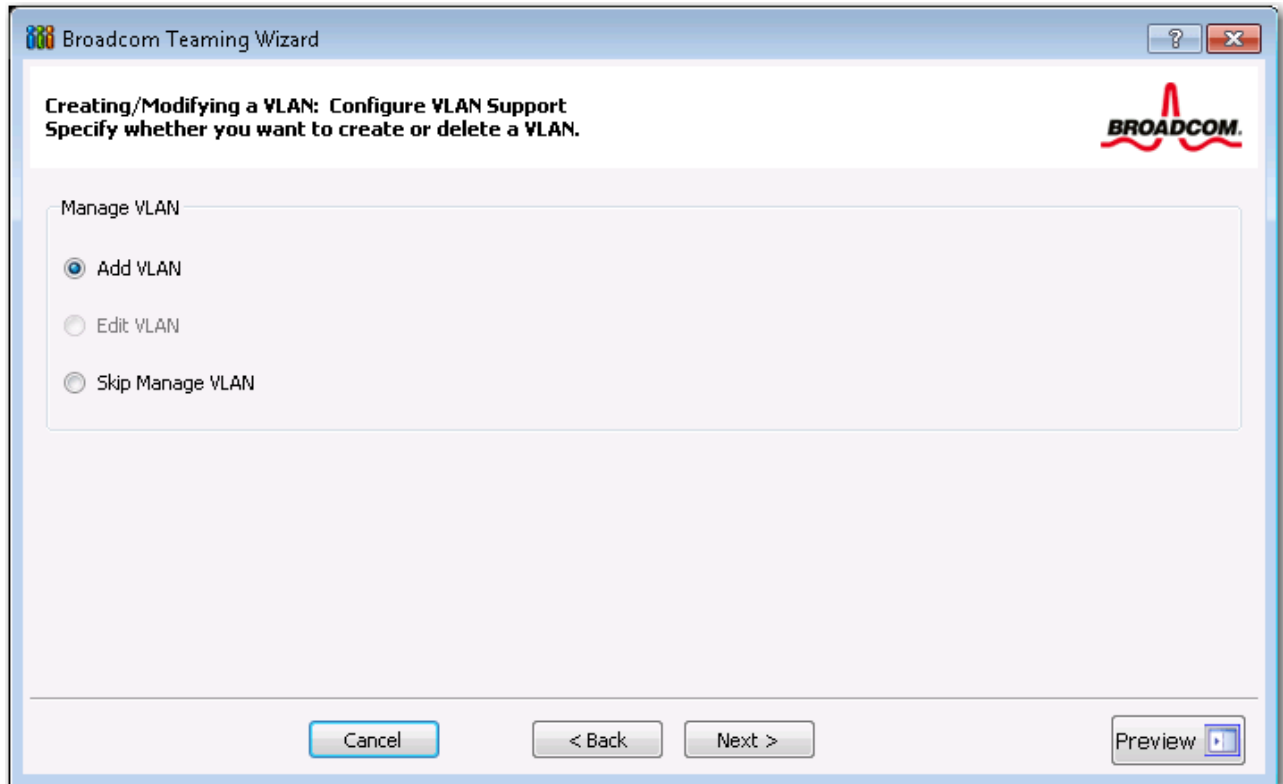 Broadcom Teaming Wizard
Creating/Modifying a VLAN: Configure VLAN Support
Specify whether you want to create or delete a VLAN.
BROADCOM.
Manage VLAN
Add VLAN
Edit VLAN
Skip Manage VLAN
Cancel
< Back
Next >
Preview